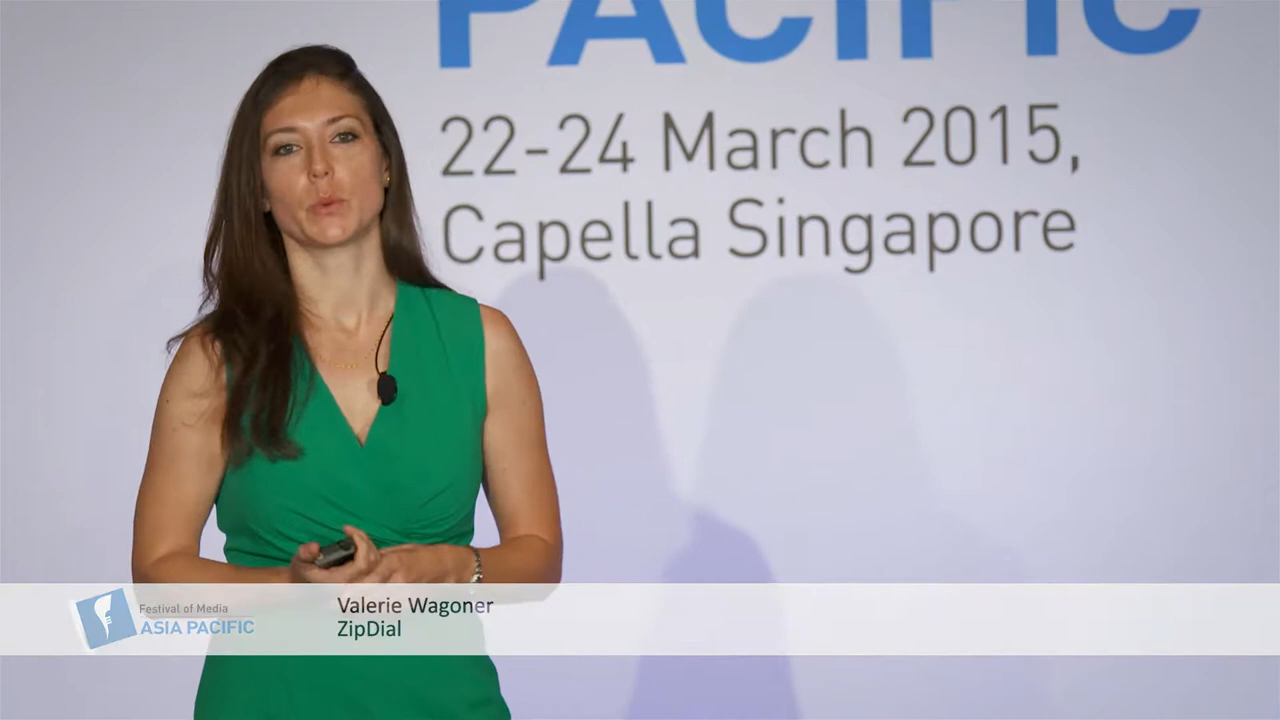 PACIFIC
22-24 March 2015,
Capella Singapore
Festival of Media
ASIA PACIFIC
Valerie Wagoner
ZipDial